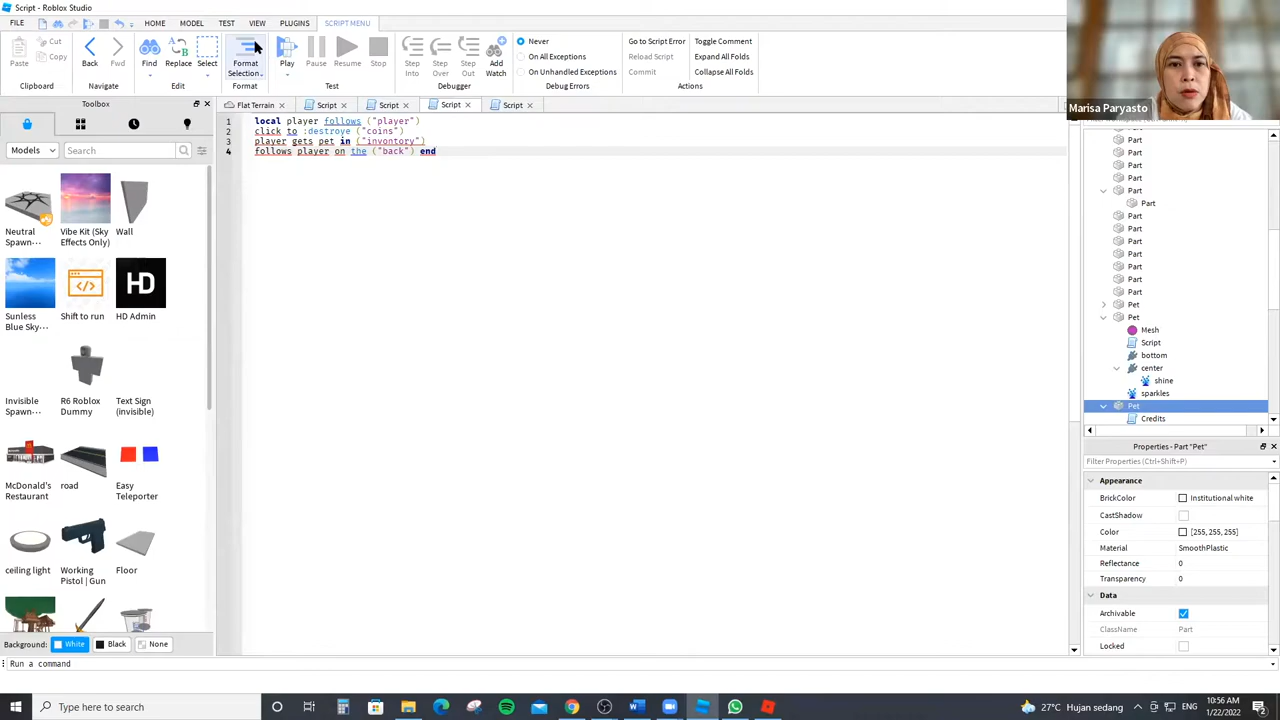 Script - Roblox Studio
FILE
HOME
MODEL
TEST
VIEW
PLUGINS
SCRIPT MENU
Paste
Cut
Copy
Clipboard
Back
Fwd
Navigate
Find
Replace
Select
Edit
Format
Selection
Format
Play
Pause
Resume
Stop
Test
Step
Into
Step
Over
Step
Out
Add
Watch
Debugger
Never
On All Exceptions
On Unhandled Exceptions
Debug Errors
Go to Script Error
Reload Script
Commit
Toggle Comment
Expand All Folds
Collapse All Folds
Actions
Marisa Paryasto
Toolbox
Flat Terrain
Script
Script
Script
Script
Models
Search
Neutral
Spawn...
Vibe Kit (Sky
Effects Only)
Wall
Sunless
Blue Sky...
Shift to run
HD
HD Admin
Invisible
Spawn...
R6 Roblox
Dummy
Text Sign
(invisible)
McDonald's
Restaurant
road
Easy
Teleporter
ceiling light
Working
Pistol | Gun
Floor
Background:
White
Black
None
1 local player follows ("player")
2 click to :destroye ("coins")
3 player gets pet in ("invontory")
4 follows player on the ("back") end
Part
Part
Part
Part
Part
Part
Part
Part
Part
Part
Part
Part
Part
Pet
Pet
Mesh
Script
bottom
center
shine
sparkles
Pet
Credits
Properties - Part "Pet"
Filter Properties (Ctrl+Shift+P)
Appearance
BrickColor
Institutional white
CastShadow
Color
[255, 255, 255]
Material
SmoothPlastic
Reflectance
0
Transparency
0
Data
Archivable
ClassName
Part
Locked
Run a command
Type here to search
27°C Hujan sedang
10:56 AM
1/22/2022